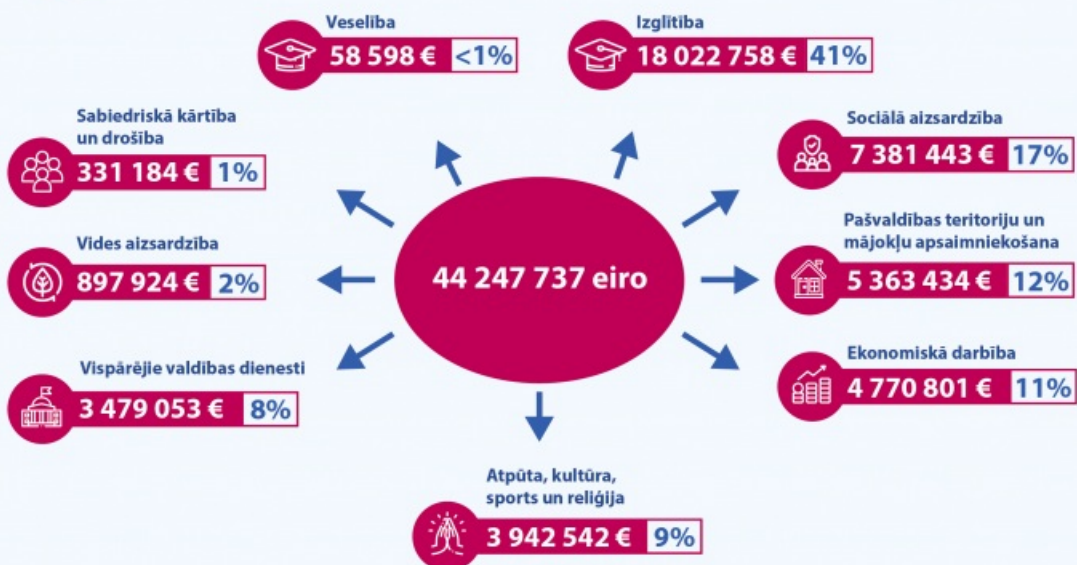 Veselība
58 598 € <1%
Izglītība
18 022 758 € 41%
Sabiedriskā kārtība
un drošība
331 184 € 1%
Sociālā aizsardzība
7 381 443 € 17%
Vides aizsardzība
897 924 € 2%
44 247 737 eiro
Pašvaldības teritoriju un
mājokļu apsaimniekošana
5 363 434 € 12%
Vispārējie valdības dienesti
3 479 053 € 8%
Ekonomiskā darbība
4 770 801 € 11%
Atpūta, kultūra,
sports un reliģija
3 942 542 € 9%